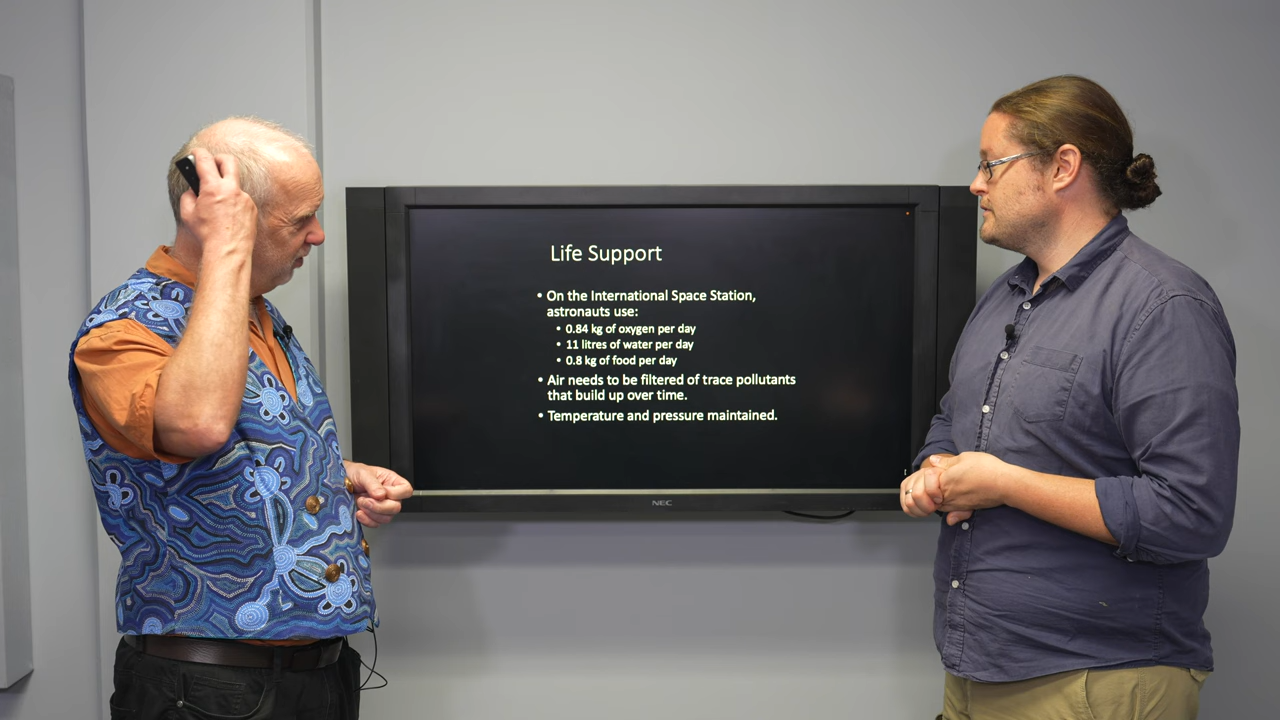 Life Support
• On the International Space Station,
astronauts use:
• 0.84 kg of oxygen per day
• 11 litres of water per day
• 0.8 kg of food per day
• Air needs to be filtered of trace pollutants
that build up over time.
• Temperature and pressure maintained.
NEC